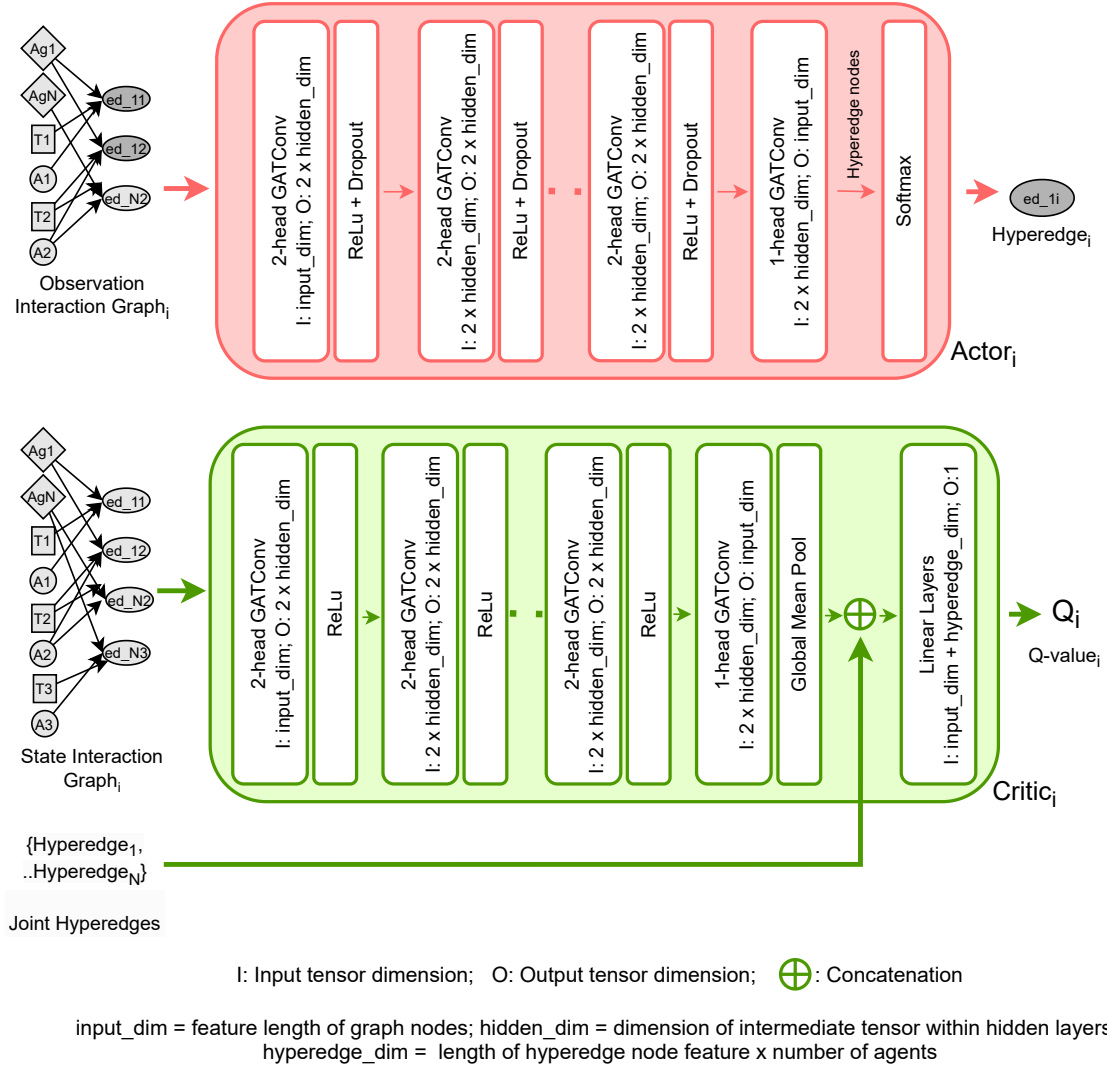 Ag1
AgN
T1
A1
T2
A2
ed_11
ed_12
ed_N2
Observation
Interaction Graph_i
2-head GATConv
I: input_dim; O: 2 x hidden_dim
ReLu + Dropout
2-head GATConv
I: 2 x hidden_dim; O: 2 x hidden_dim
ReLu + Dropout
2-head GATConv
I: 2 x hidden_dim; O: 2 x hidden_dim
ReLu + Dropout
1-head GATConv
I: 2 x hidden_dim; O: input_dim
Hyperedge nodes
Softmax
Actor_i
ed_1i
Hyperedge_i
Ag1
AgN
T1
A1
T2
A2
T3
A3
ed_11
ed_12
ed_N2
ed_N3
State Interaction
Graph_i
2-head GATConv
I: input_dim; O: 2 x hidden_dim
ReLu
2-head GATConv
I: 2 x hidden_dim; O: 2 x hidden_dim
ReLu
2-head GATConv
I: 2 x hidden_dim; O: 2 x hidden_dim
ReLu
1-head GATConv
I: 2 x hidden_dim; O: input_dim
Global Mean Pool
Linear Layers
I: input_dim + hyperedge_dim; O:1
Critic_i
Q_i
Q-value_i
{Hyperedge_1,
..Hyperedge_N}
Joint Hyperedges
I: Input tensor dimension; O: Output tensor dimension; ⊕: Concatenation
input_dim = feature length of graph nodes; hidden_dim = dimension of intermediate tensor within hidden layers
hyperedge_dim = length of hyperedge node feature x number of agents